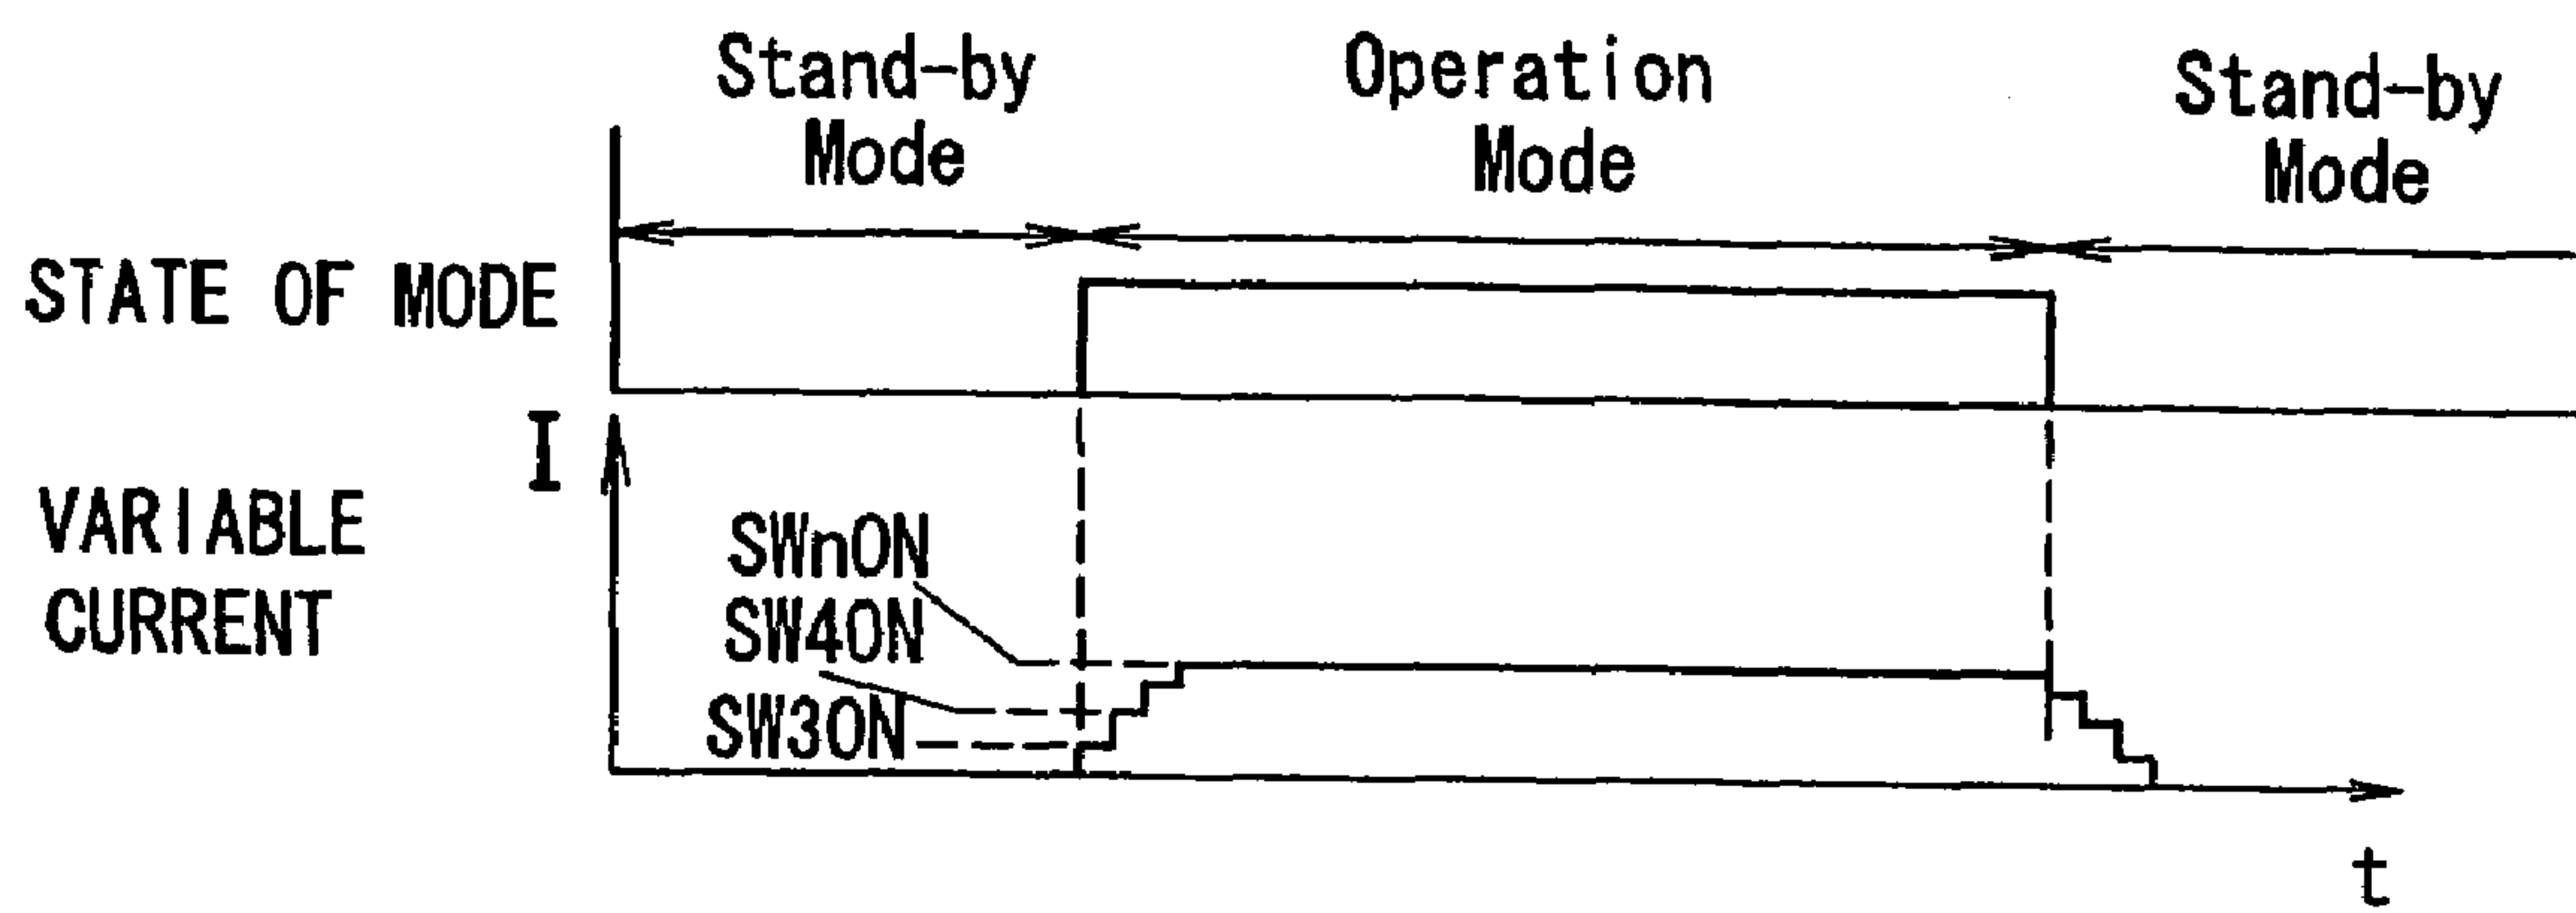 Stand-by
Mode
Operation
Mode
Stand-by
Mode
STATE OF MODE
I
VARIABLE
CURRENT
SWnON
SW4ON
SW3ON
t